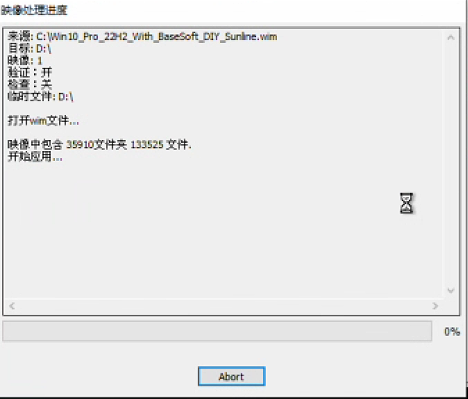 映像处理进度
来源: C:\Win10_Pro_22H2_With_BaseSoft_DIY_Sunline.wim
目标: D:\
映像: 1
验证：开
检查：关
临时文件: D:\
打开wim文件...
映像中包含 35910文件夹 133525 文件.
开始应用...
0%
Abort